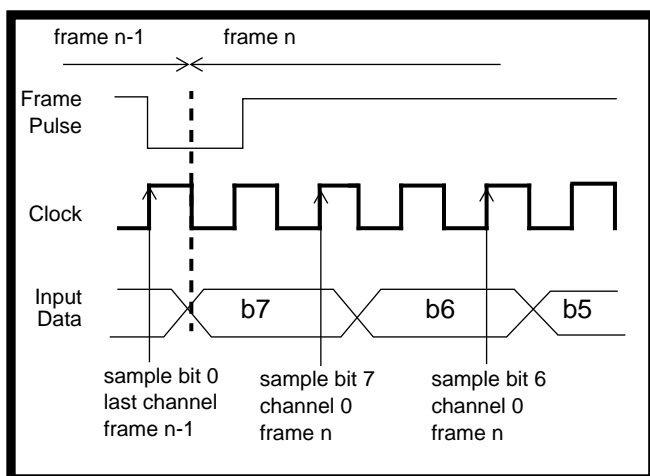 frame n-1
frame n
Frame
Pulse
Clock
Input
Data
b7
b6
b5
sample bit 0
last channel
frame n-1
sample bit 7
channel 0
frame n
sample bit 6
channel 0
frame n